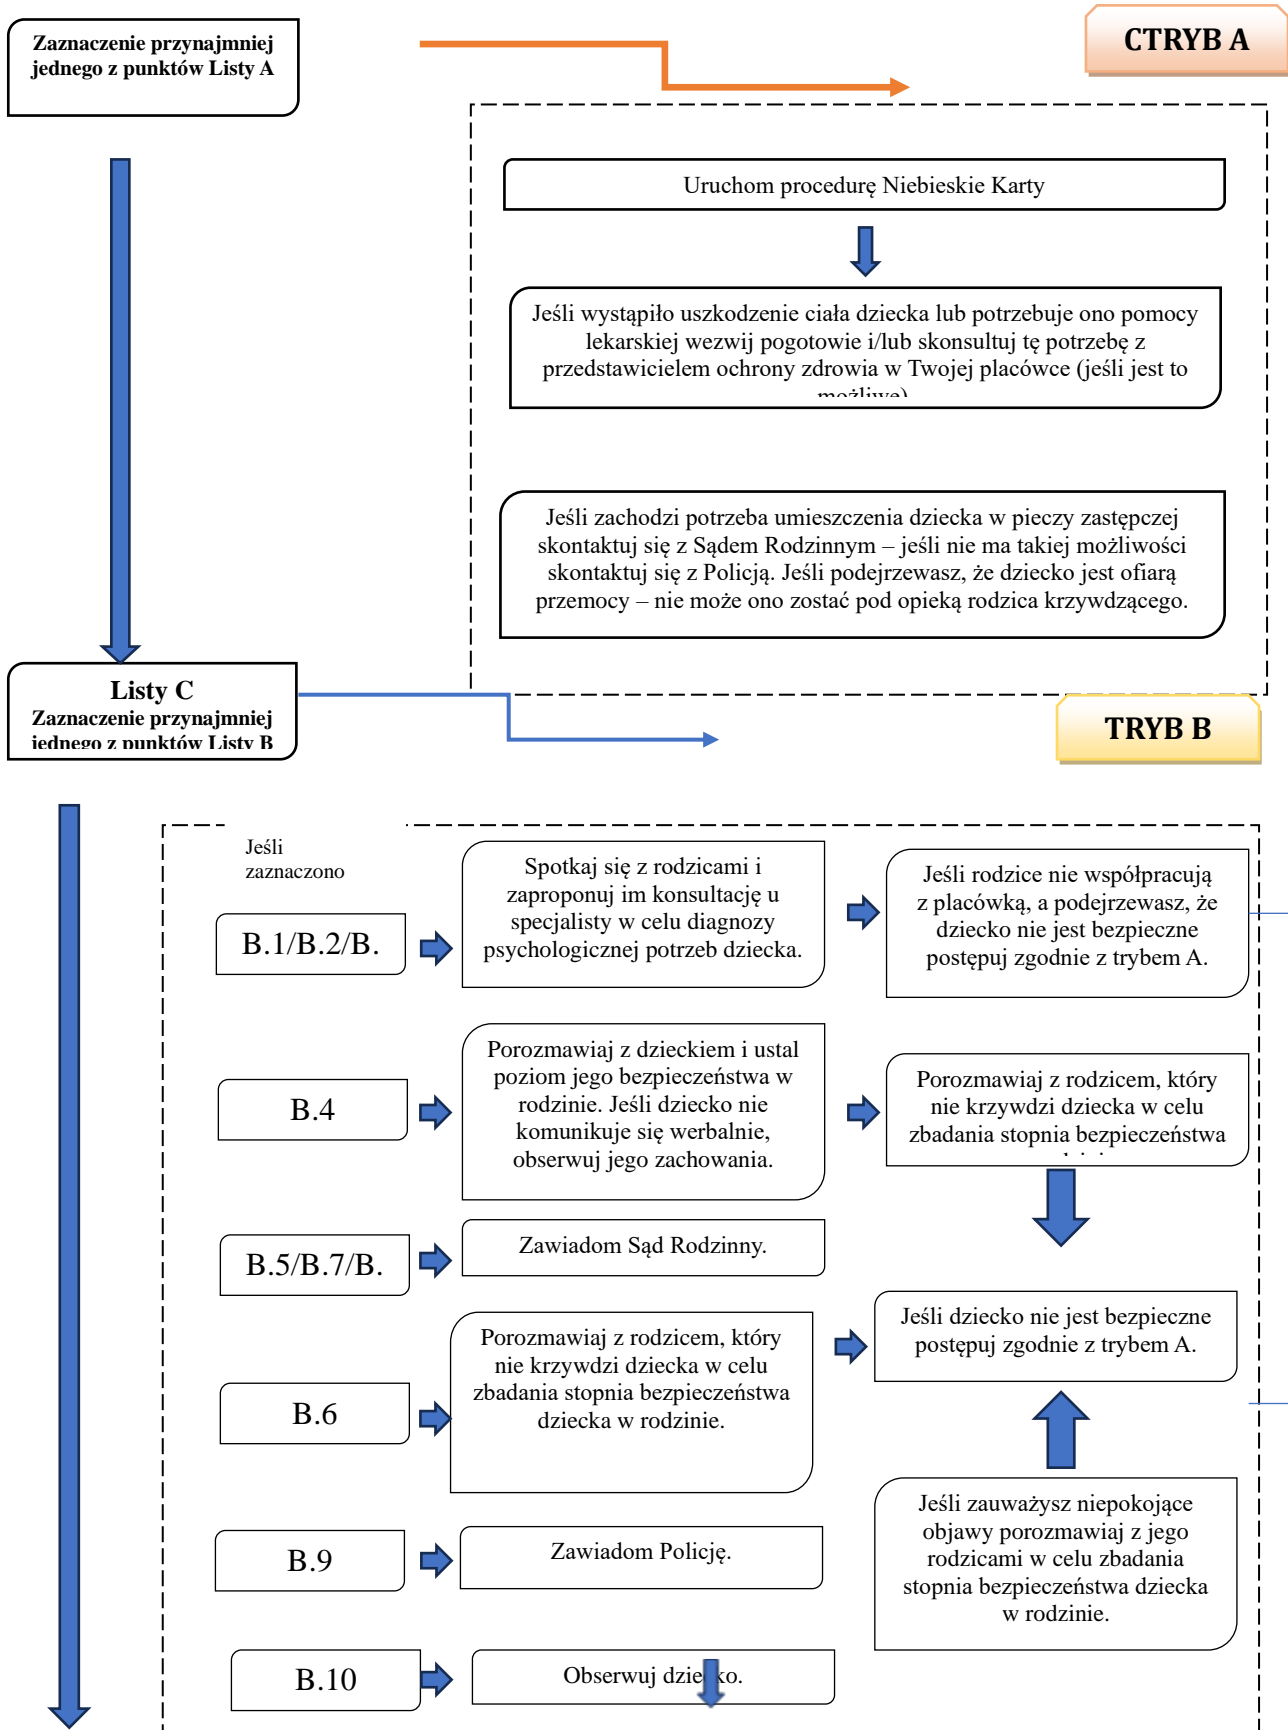 Zaznaczenie przynajmniej
jednego z punktów Listy A
CTRYB A
Uruchom procedurę Niebieskie Karty
Jeśli wystąpiło uszkodzenie ciała dziecka lub potrzebuje ono pomocy
lekarskiej wezwij pogotowie i/lub skonsultuj tę potrzebę z
przedstawicielem ochrony zdrowia w Twojej placówce (jeśli jest to
możliwe)
Jeśli zachodzi potrzeba umieszczenia dziecka w pieczy zastępczej
skontaktuj się z Sądem Rodzinnym – jeśli nie ma takiej możliwości
skontaktuj się z Policją. Jeśli podejrzewasz, że dziecko jest ofiarą
przemocy – nie może ono zostać pod opieką rodzica krzywdzącego.
Listy C
Zaznaczenie przynajmniej
jednego z punktów Listy B
TRYB B
Jeśli
zaznaczono
B.1/B.2/B.
Spotkaj się z rodzicami i
zaproponuj im konsultację u
specjalisty w celu diagnozy
psychologicznej potrzeb dziecka.
Jeśli rodzice nie współpracują
z placówką, a podejrzewasz, że
dziecko nie jest bezpieczne
postępuj zgodnie z trybem A.
B.4
Porozmawiaj z dzieckiem i ustal
poziom jego bezpieczeństwa w
rodzinie. Jeśli dziecko nie
komunikuje się werbalnie,
obserwuj jego zachowania.
Porozmawiaj z rodzicem, który
nie krzywdzi dziecka w celu
zbadania stopnia bezpieczeństwa
B.5/B.7/B.
Zawiadom Sąd Rodzinny.
B.6
Porozmawiaj z rodzicem, który
nie krzywdzi dziecka w celu
zbadania stopnia bezpieczeństwa
dziecka w rodzinie.
Jeśli dziecko nie jest bezpieczne
postępuj zgodnie z trybem A.
B.9
Zawiadom Policję.
Jeśli zauważysz niepokojące
objawy porozmawiaj z jego
rodzicami w celu zbadania
stopnia bezpieczeństwa dziecka
w rodzinie.
B.10
Obserwuj dziecko.